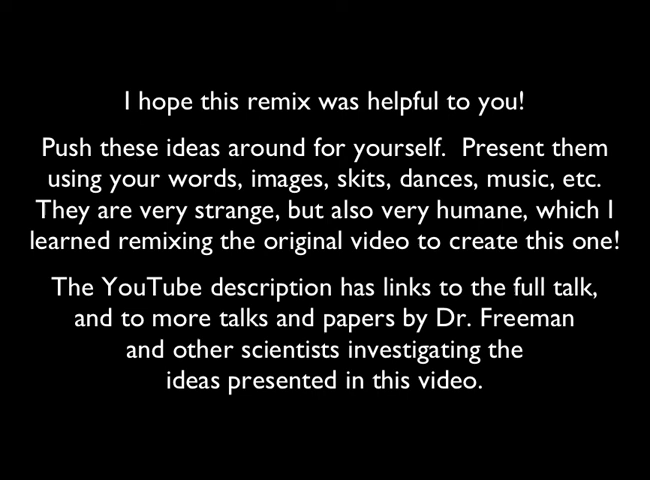 I hope this remix was helpful to you!
Push these ideas around for yourself.  Present them
using your words, images, skits, dances, music, etc.
They are very strange, but also very humane, which I
learned remixing the original video to create this one!
The YouTube description has links to the full talk,
and to more talks and papers by Dr. Freeman
and other scientists investigating the
ideas presented in this video.